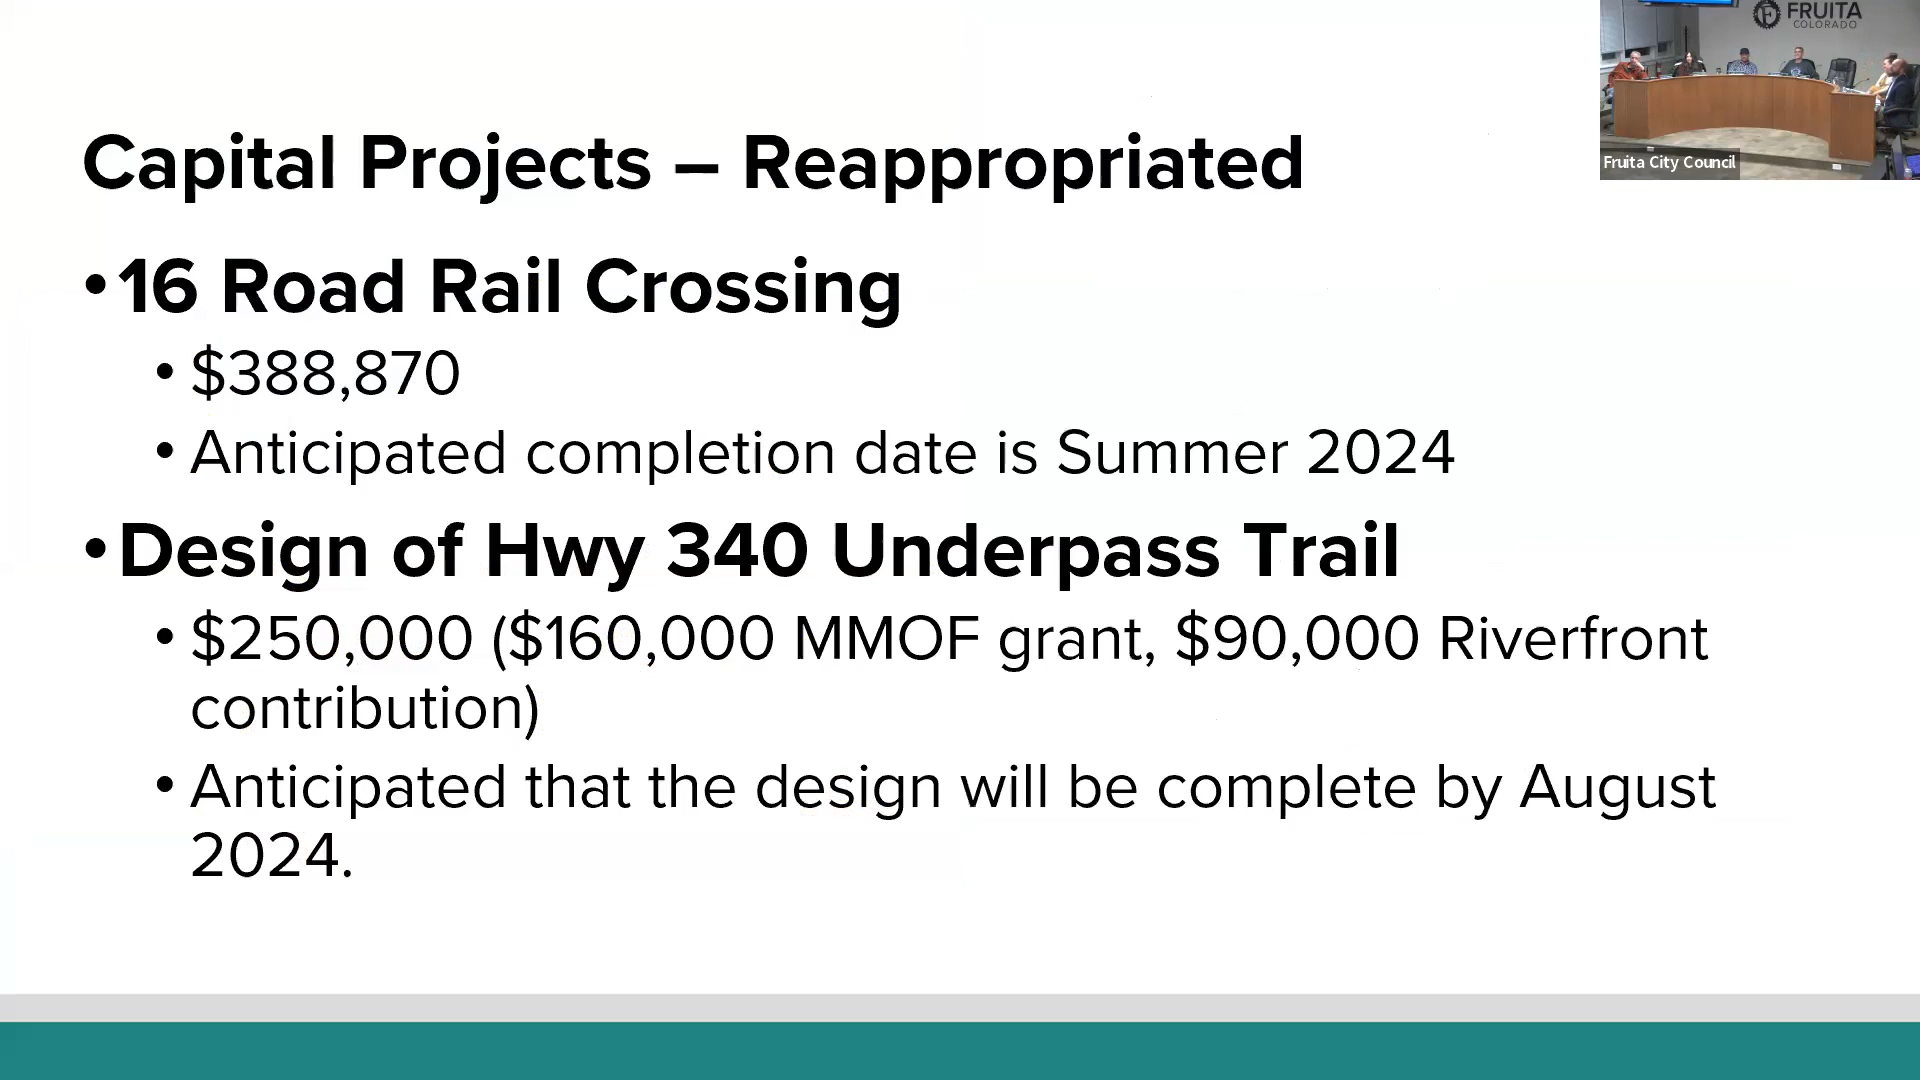 FRUITA
COLORADO
Fruita City Council
Capital Projects – Reappropriated
• 16 Road Rail Crossing
• $388,870
• Anticipated completion date is Summer 2024
• Design of Hwy 340 Underpass Trail
• $250,000 ($160,000 MMOF grant, $90,000 Riverfront
contribution)
• Anticipated that the design will be complete by August
2024.